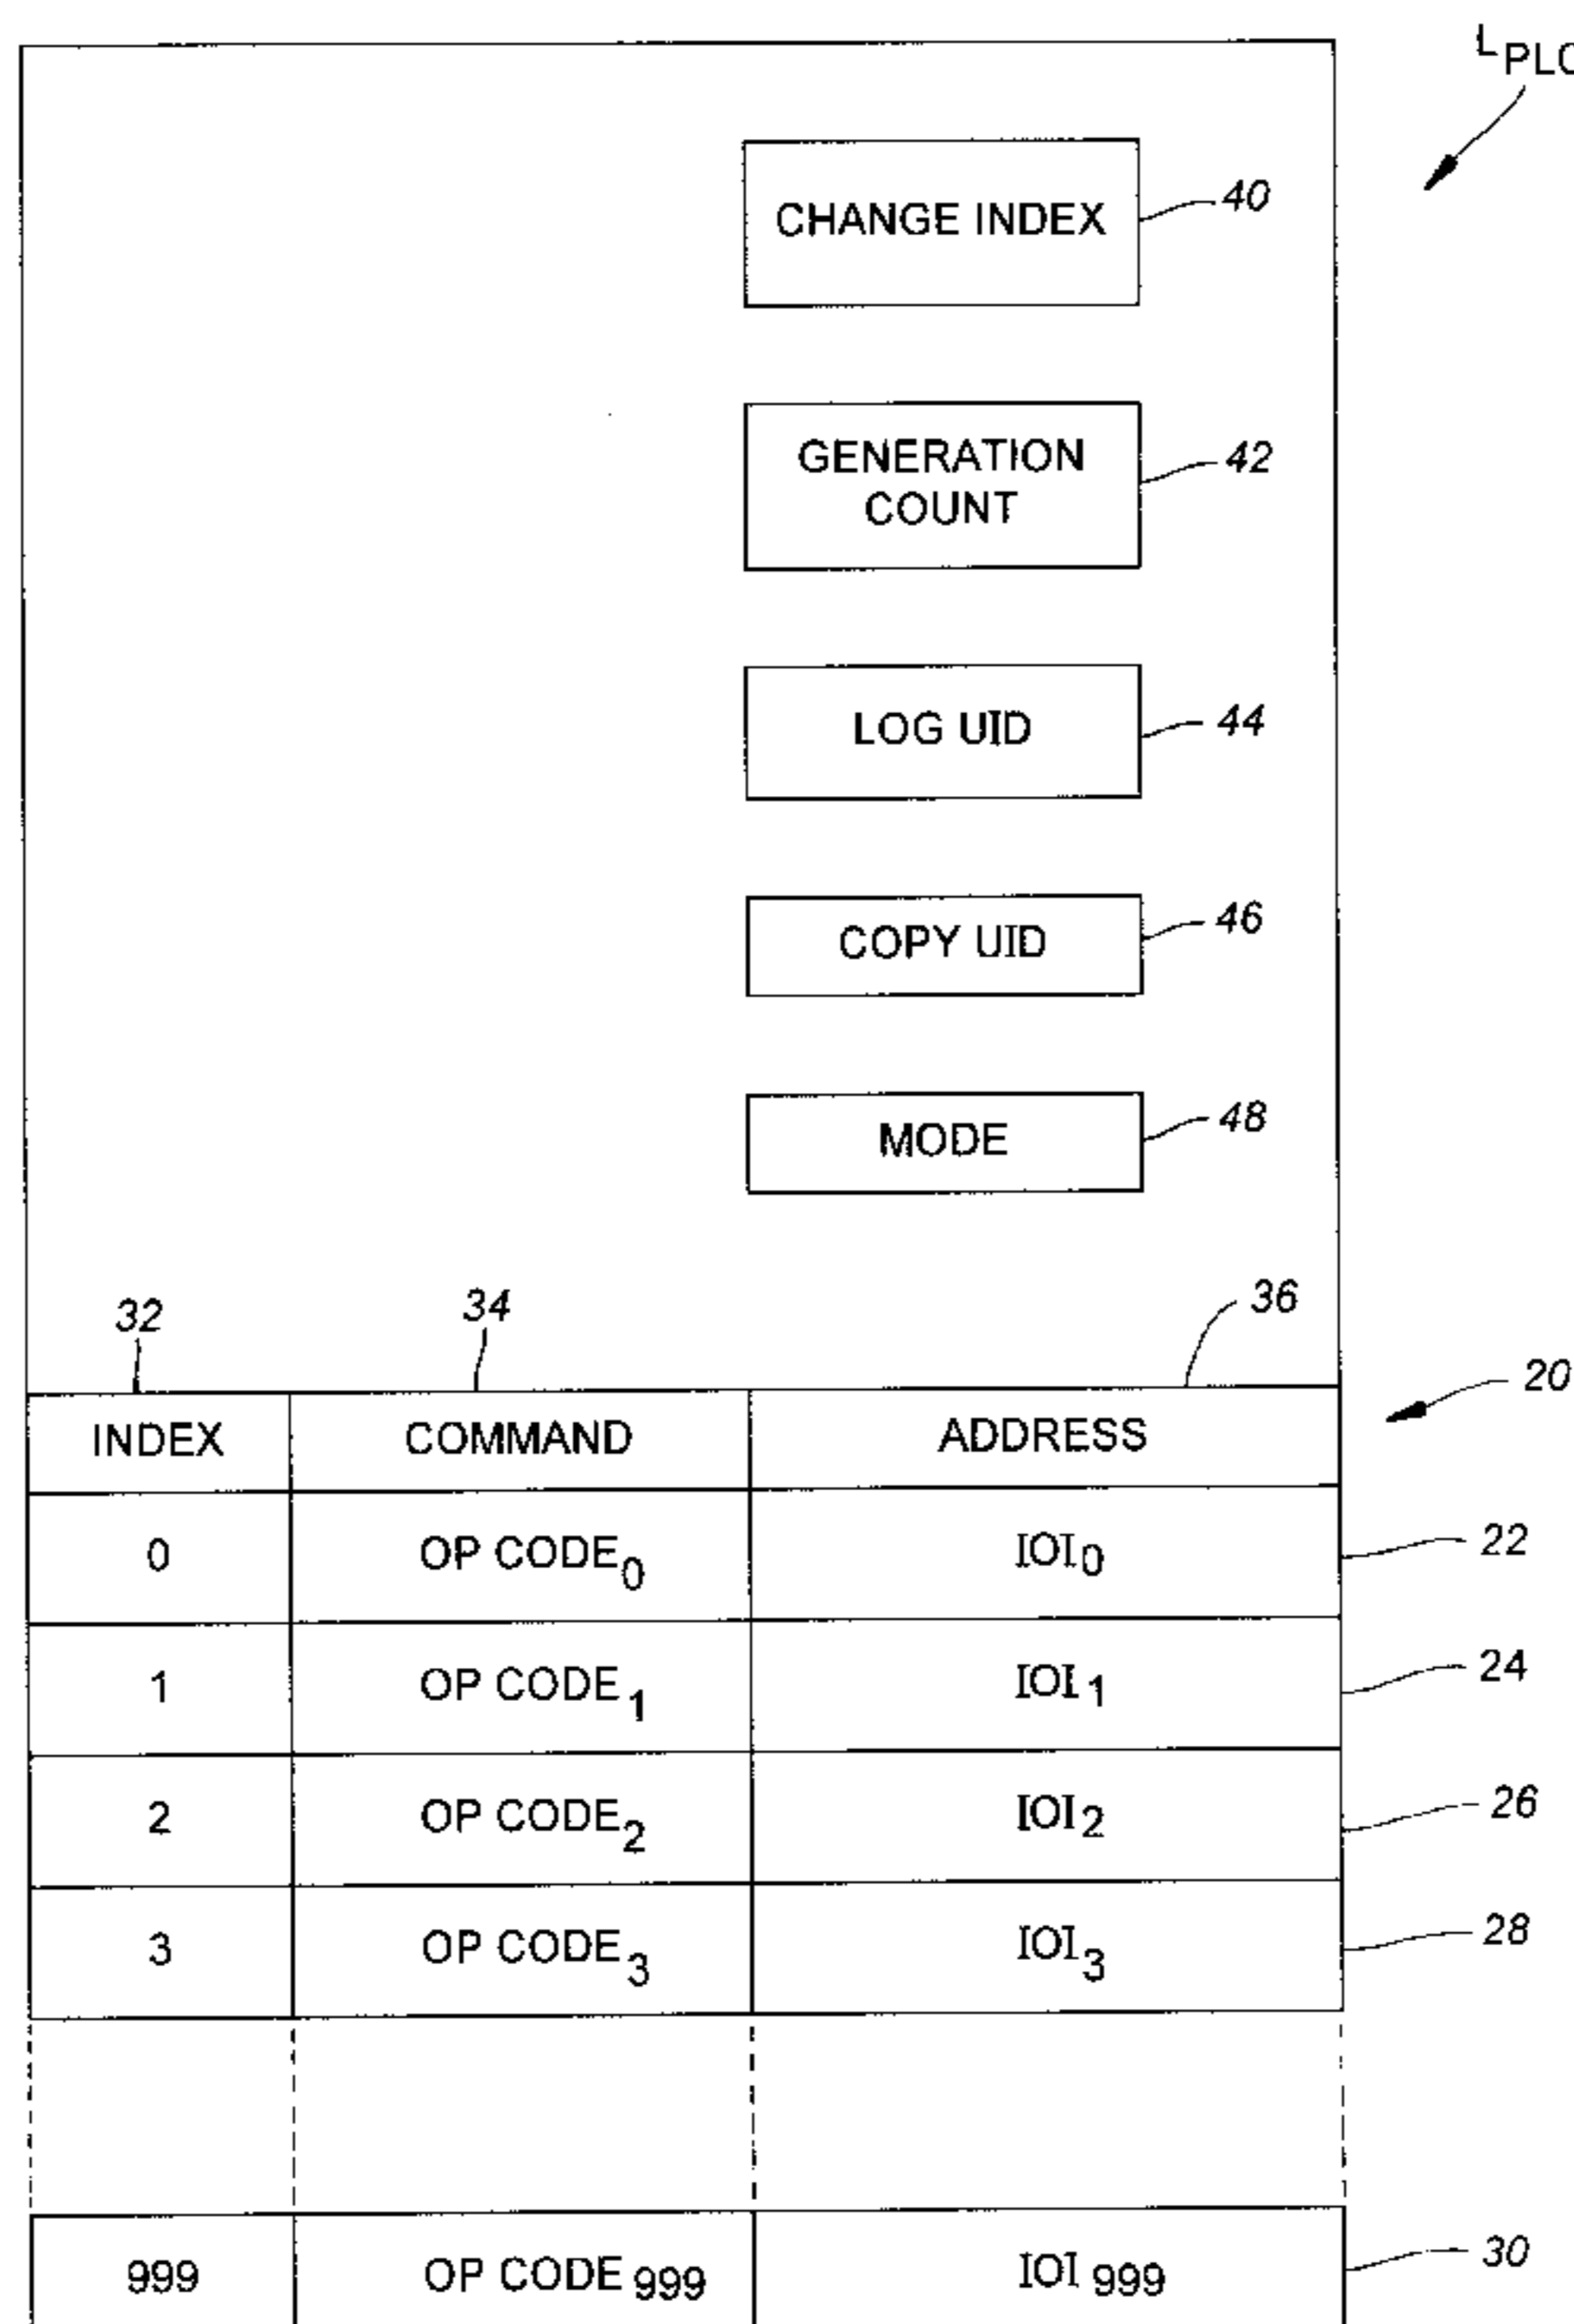 L PLO
CHANGE INDEX 40
GENERATION
COUNT 42
LOG UID 44
COPY UID 46
MODE 48
32 34 36
20
INDEX COMMAND ADDRESS
0 OP CODE0 IOI0 22
1 OP CODE1 IOI1 24
2 OP CODE2 IOI2 26
3 OP CODE3 IOI3 28
999 OP CODE999 IOI999 30